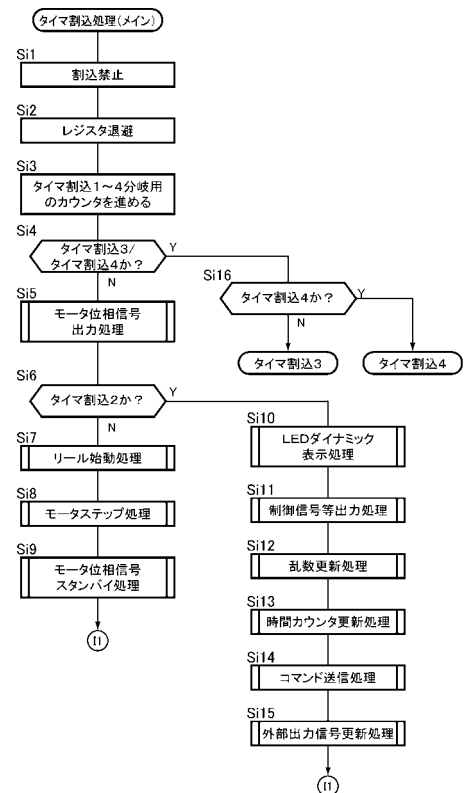 タイマ割込処理(メイン)
Si1
割込禁止
Si2
レジスタ退避
Si3
タイマ割込1～4分岐用
のカウンタを進める
Si4
タイマ割込3/
タイマ割込4か？
Y
N
Si16
タイマ割込4か？
Y
N
タイマ割込3
タイマ割込4
Si5
モータ位相信号
出力処理
Si6
タイマ割込2か？
Y
N
Si7
リール始動処理
Si8
モータステップ処理
Si9
モータ位相信号
スタンバイ処理
I1
Si10
LEDダイナミック
表示処理
Si11
制御信号等出力処理
Si12
乱数更新処理
Si13
時間カウンタ更新処理
Si14
コマンド送信処理
Si15
外部出力信号更新処理
I1